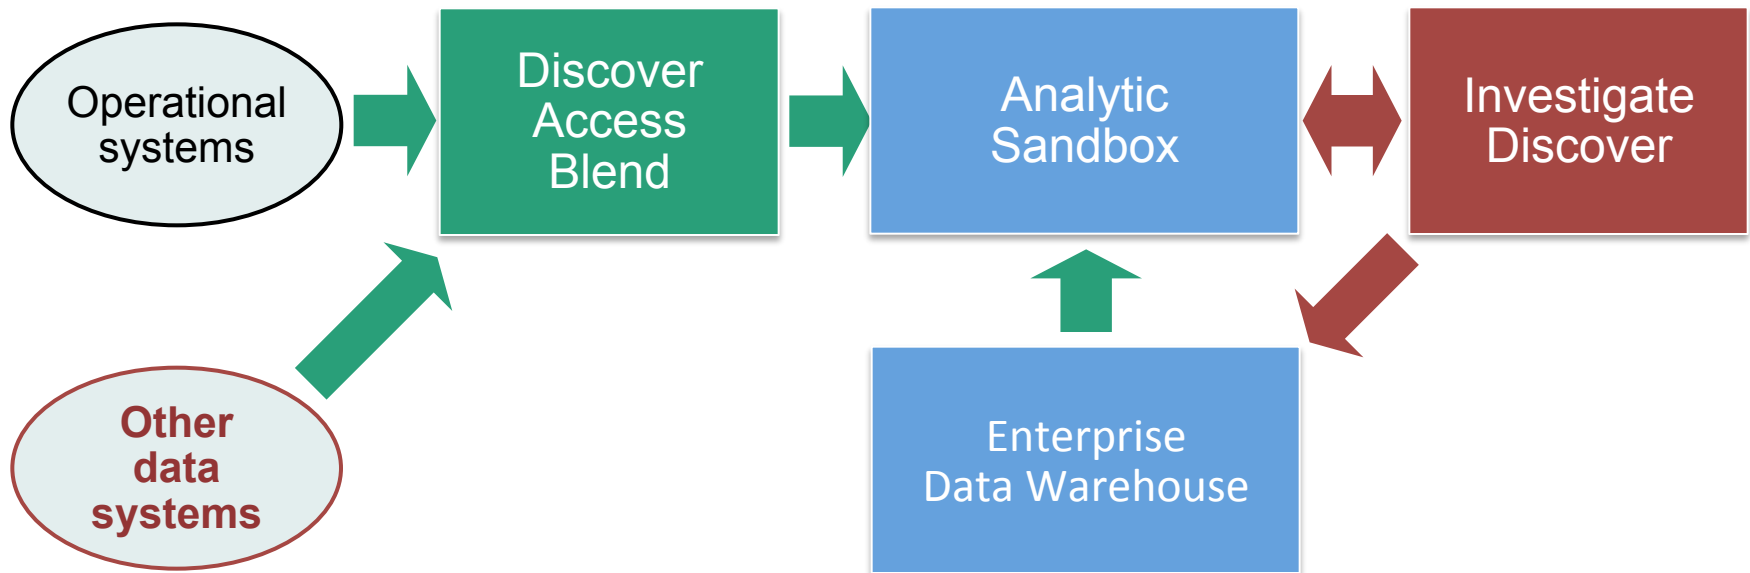 Operational
systems
Discover
Access
Blend
Analytic
Sandbox
Investigate
Discover
Other
data
systems
Enterprise
Data Warehouse